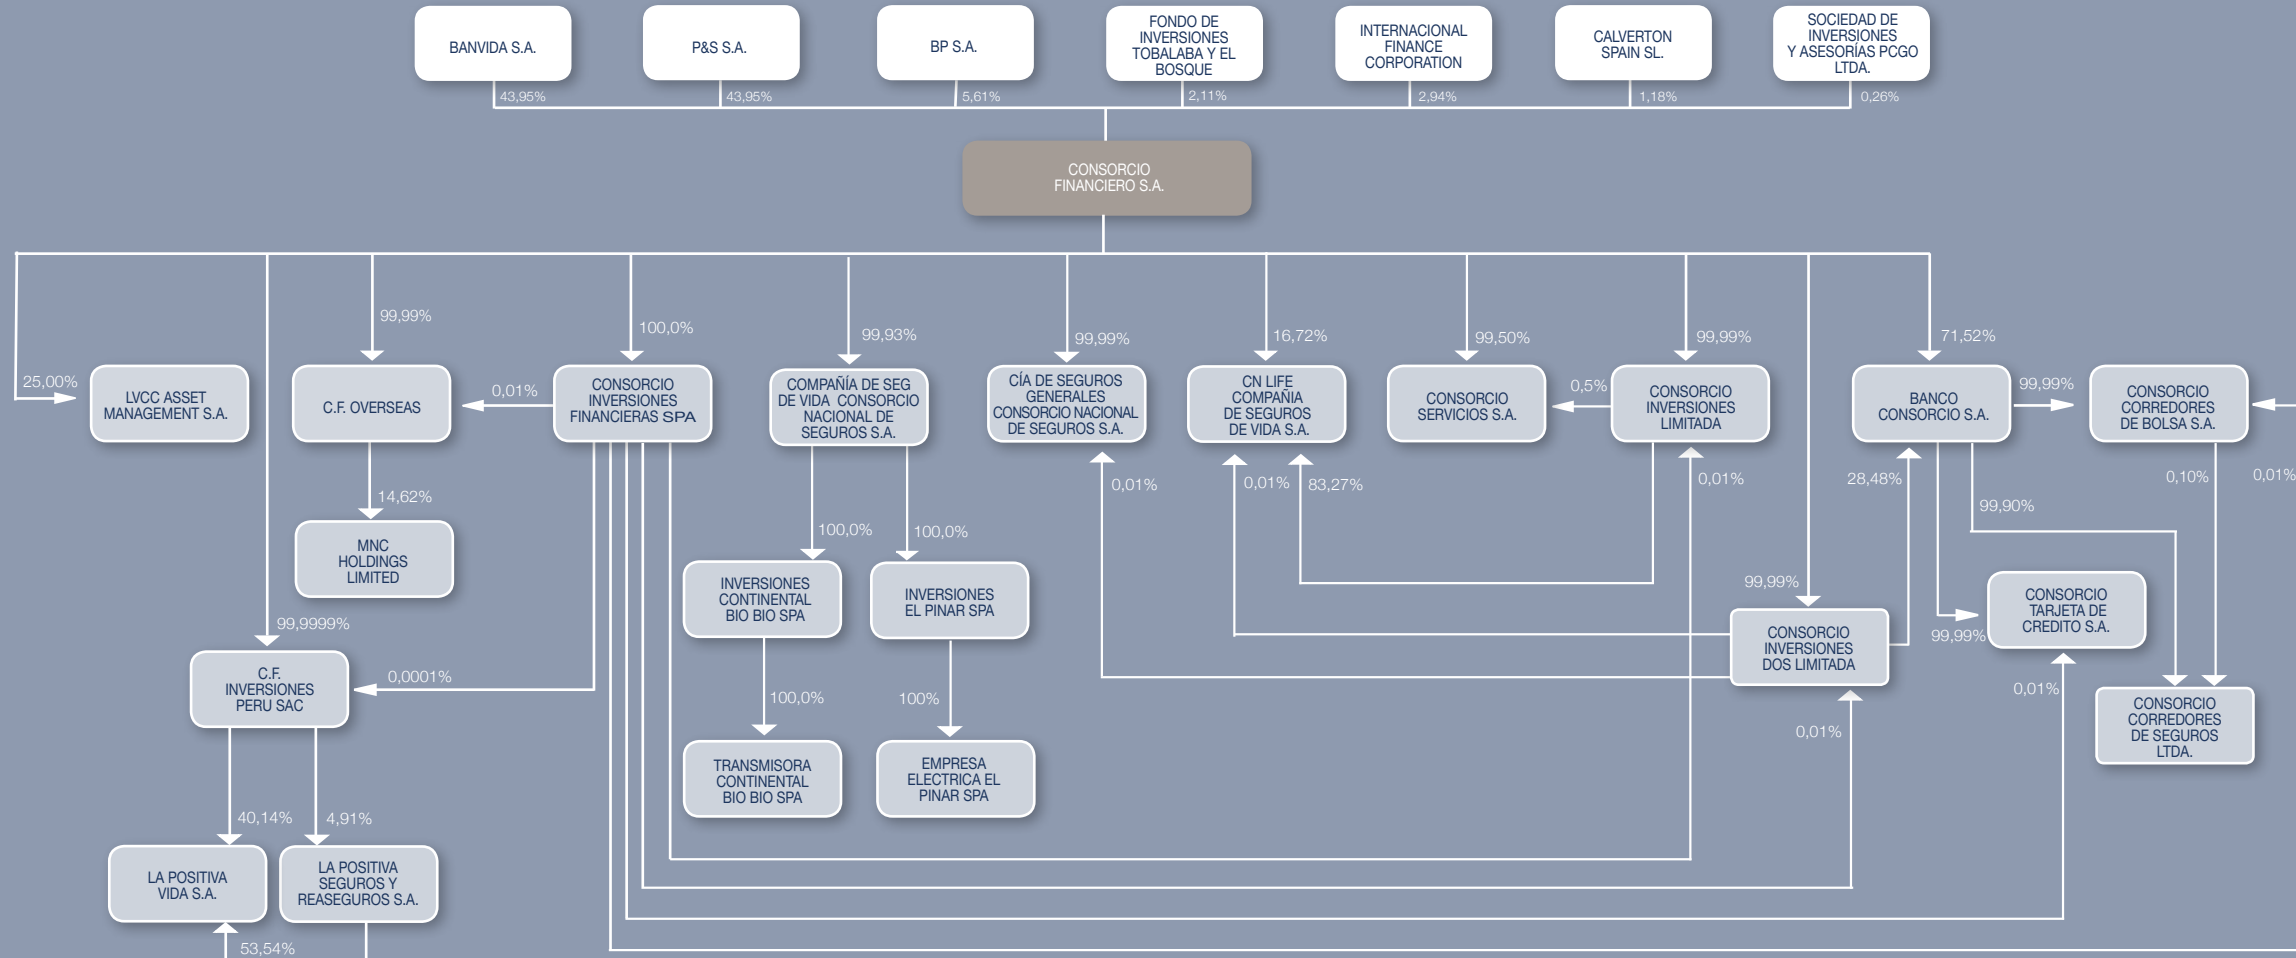 BANVIDA S.A.
P&S S.A.
BP S.A.
FONDO DE
INVERSIONES
TOBALABA Y EL
BOSQUE
INTERNACIONAL
FINANCE
CORPORATION
CALVERTON
SPAIN SL.
SOCIEDAD DE
INVERSIONES
Y ASESORÍAS PCGO
LTDA.
43,95%
43,95%
5,61%
2,11%
2,94%
1,18%
0,26%
CONSORCIO
FINANCIERO S.A.
25,00%
99,99%
100,0%
99,93%
99,99%
16,72%
99,50%
99,99%
71,52%
LVCC ASSET
MANAGEMENT S.A.
C.F. OVERSEAS
0,01%
CONSORCIO
INVERSIONES
FINANCIERAS SPA
COMPAÑÍA DE SEG
DE VIDA CONSORCIO
NACIONAL DE
SEGUROS S.A.
CÍA DE SEGUROS
GENERALES
CONSORCIO NACIONAL
DE SEGUROS S.A.
CN LIFE
COMPAÑIA
DE SEGUROS
DE VIDA S.A.
CONSORCIO
SERVICIOS S.A.
0,5%
CONSORCIO
INVERSIONES
LIMITADA
BANCO
CONSORCIO S.A.
99,99%
CONSORCIO
CORREDORES
DE BOLSA S.A.
14,62%
0,01%
0,01%
83,27%
0,01%
28,48%
0,10%
0,01%
99,90%
100,0%
100,0%
MNC
HOLDINGS
LIMITED
INVERSIONES
CONTINENTAL
BIO BIO SPA
INVERSIONES
EL PINAR SPA
99,99%
CONSORCIO
TARJETA DE
CREDITO S.A.
99,9999%
99,99%
CONSORCIO
INVERSIONES
DOS LIMITADA
C.F.
INVERSIONES
PERU SAC
0,0001%
100,0%
100%
0,01%
0,01%
CONSORCIO
CORREDORES
DE SEGUROS
LTDA.
TRANSMISORA
CONTINENTAL
BIO BIO SPA
EMPRESA
ELECTRICA EL
PINAR SPA
40,14%
4,91%
LA POSITIVA
VIDA S.A.
LA POSITIVA
SEGUROS Y
REASEGUROS S.A.
53,54%